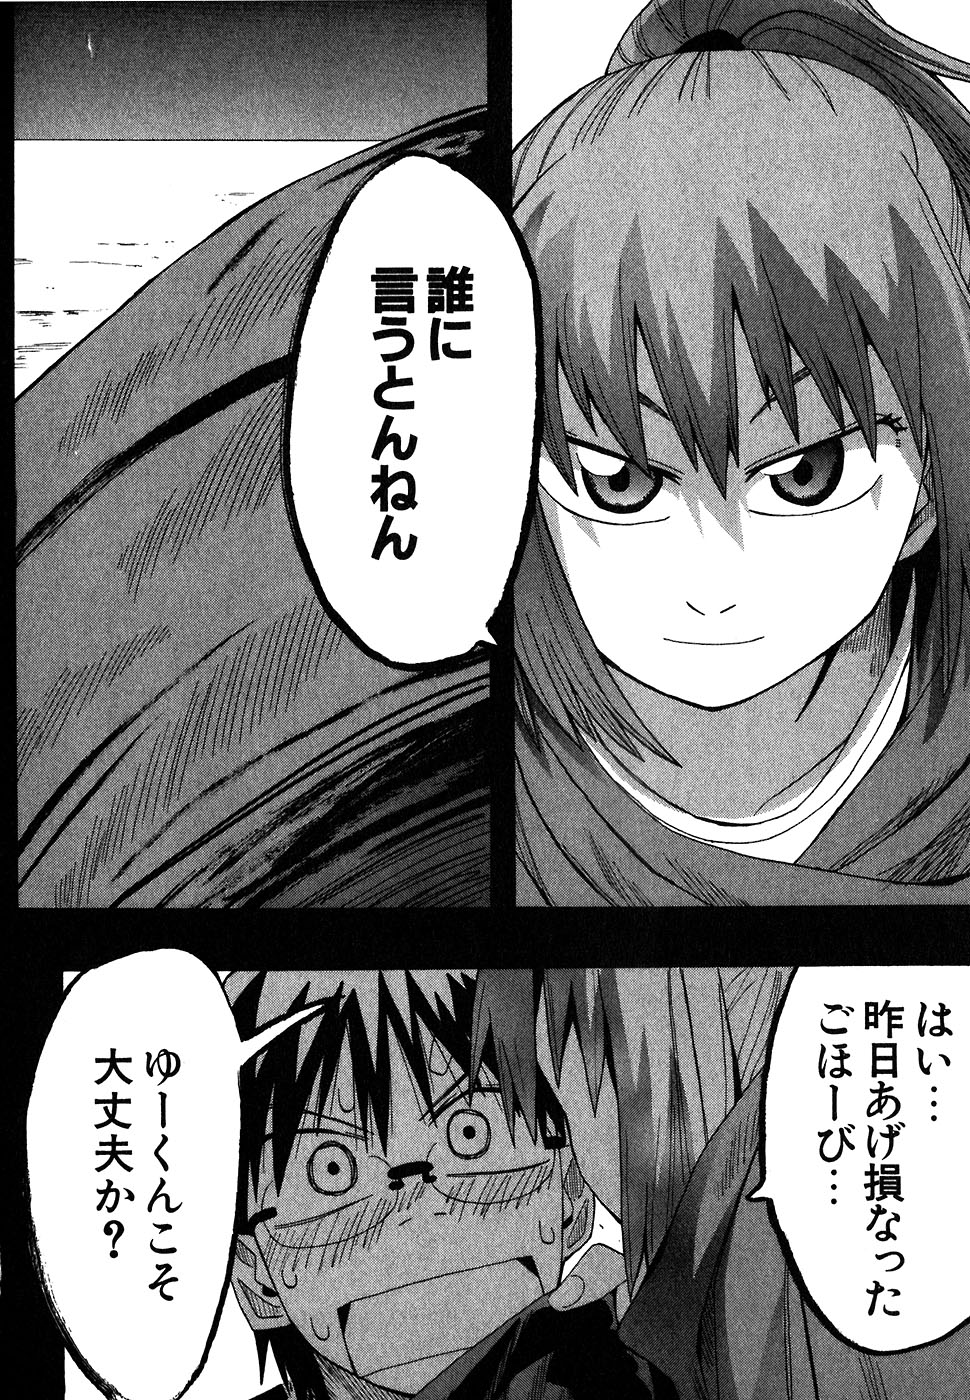 誰に
言うとんねん
はい…
昨日あげ損なった
ごほーび…
ゆーくんこそ
大丈夫か？